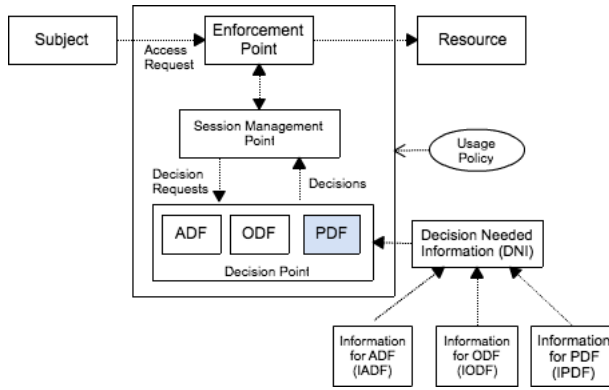 Subject
Access
Request
Enforcement
Point
Resource
Session Management
Point
Usage
Policy
Decision
Requests
Decisions
ADF
ODF
PDF
Decision Point
Decision Needed
Information (DNI)
Information
for ADF
(IADF)
Information
for ODF
(IODF)
Information
for PDF
(IPDF)